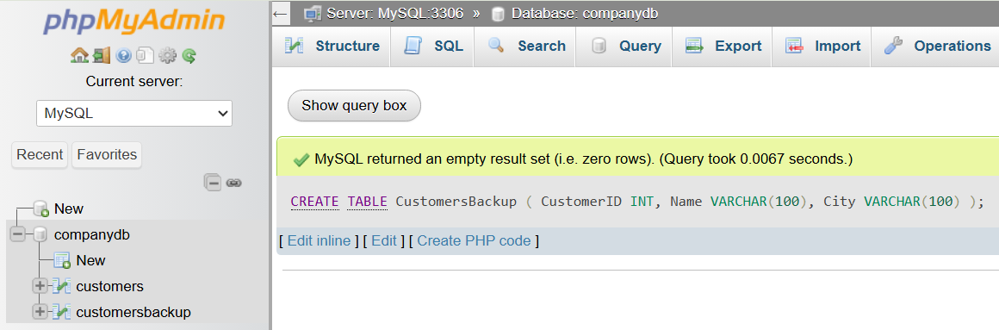 phpMyAdmin
Current server:
MySQL
Recent Favorites
New
companydb
New
customers
customersbackup
Server: MySQL:3306 » Database: companydb
Structure SQL Search Query Export Import Operations
Show query box
MySQL returned an empty result set (i.e. zero rows). (Query took 0.0067 seconds.)
CREATE TABLE CustomersBackup ( CustomerID INT, Name VARCHAR(100), City VARCHAR(100) );
[ Edit inline ] [ Edit ] [ Create PHP code ]